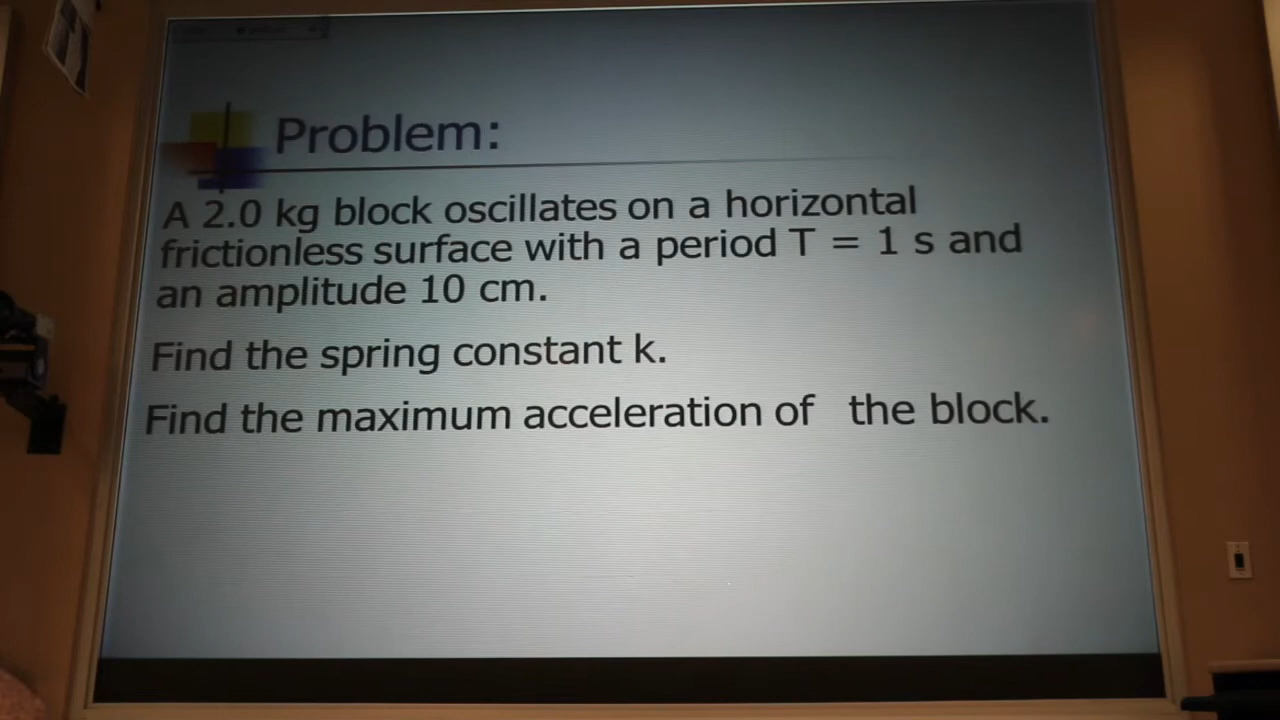 Problem:
A 2.0 kg block oscillates on a horizontal
frictionless surface with a period T = 1 s and
an amplitude 10 cm.
Find the spring constant k.
Find the maximum acceleration of the block.